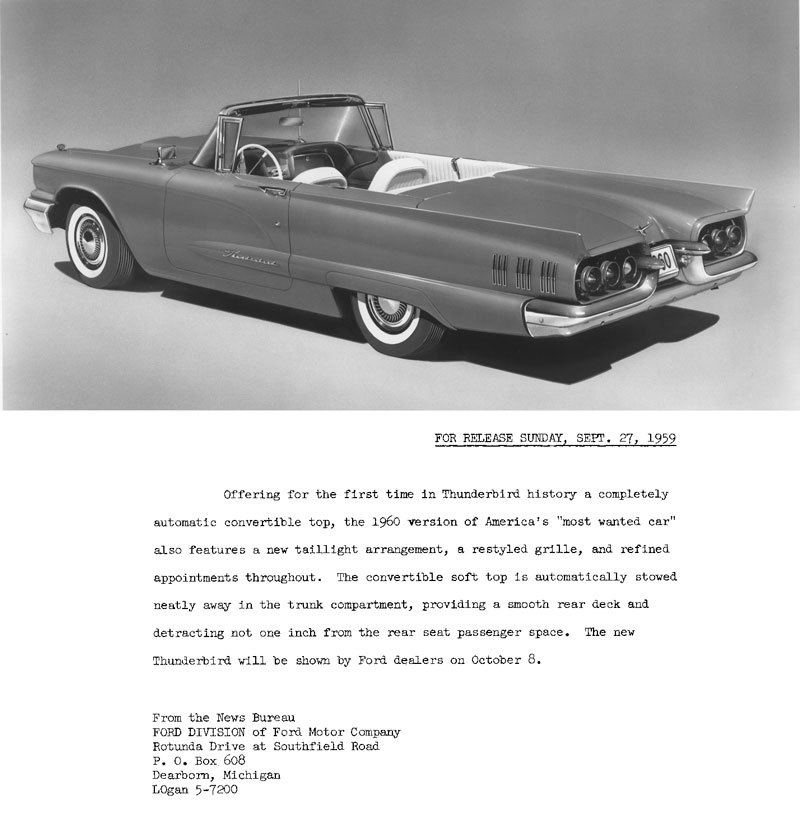 Thunderbird
60
FOR RELEASE SUNDAY, SEPT. 27, 1959
Offering for the first time in Thunderbird history a completely
automatic convertible top, the 1960 version of America's "most wanted car"
also features a new taillight arrangement, a restyled grille, and refined
appointments throughout. The convertible soft top is automatically stowed
neatly away in the trunk compartment, providing a smooth rear deck and
detracting not one inch from the rear seat passenger space. The new
Thunderbird will be shown by Ford dealers on October 8.
From the News Bureau
FORD DIVISION of Ford Motor Company
Rotunda Drive at Southfield Road
P. O. Box 608
Dearborn, Michigan
LOgan 5-7200